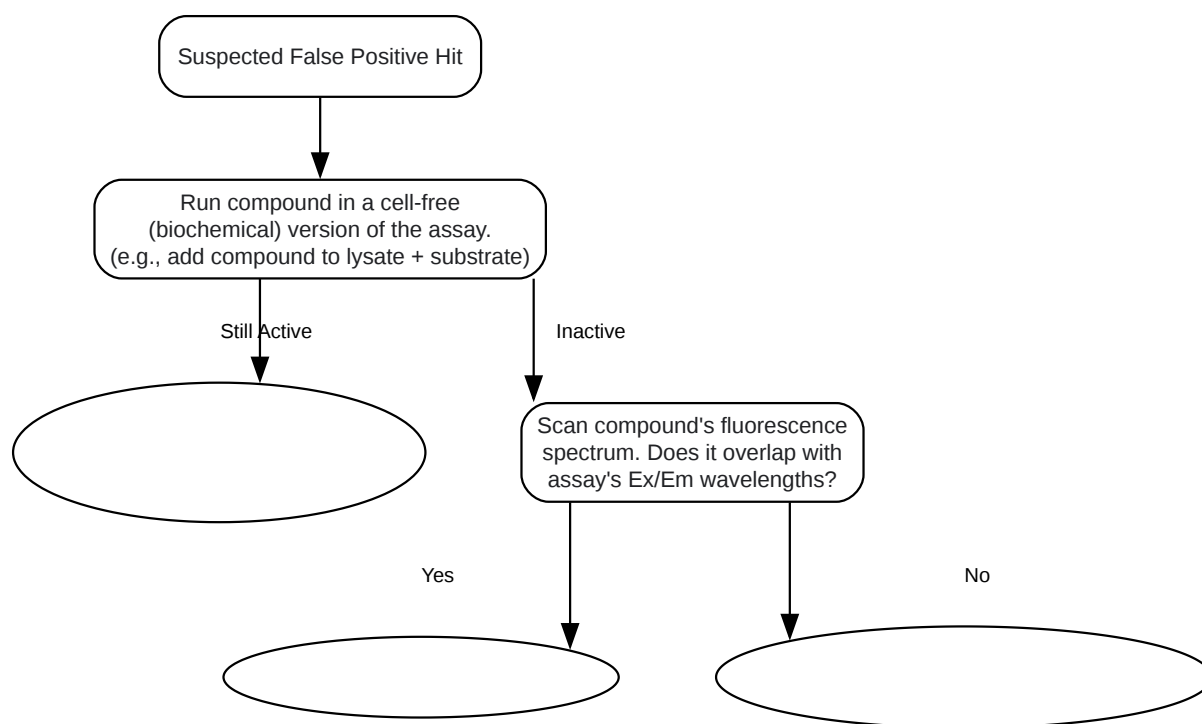 Suspected False Positive Hit
Run compound in a cell-free
(biochemical) version of the assay.
(e.g., add compound to lysate + substrate)
Still Active
Inactive
Scan compound's fluorescence
spectrum. Does it overlap with
assay's Ex/Em wavelengths?
Yes
No